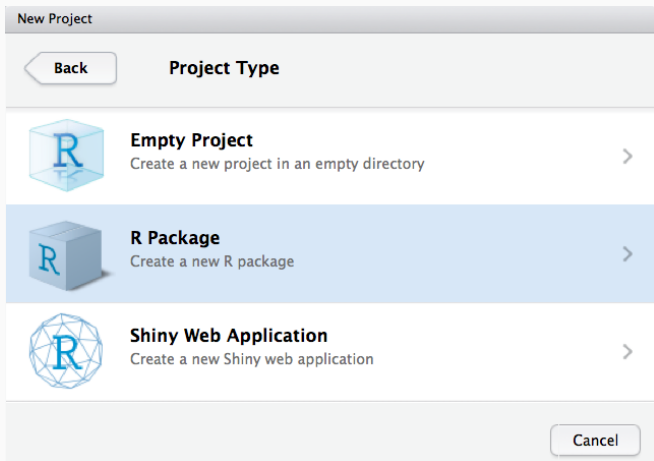 New Project
Back
Project Type
R
Empty Project
Create a new project in an empty directory
R
R Package
Create a new R package
R
Shiny Web Application
Create a new Shiny web application
Cancel